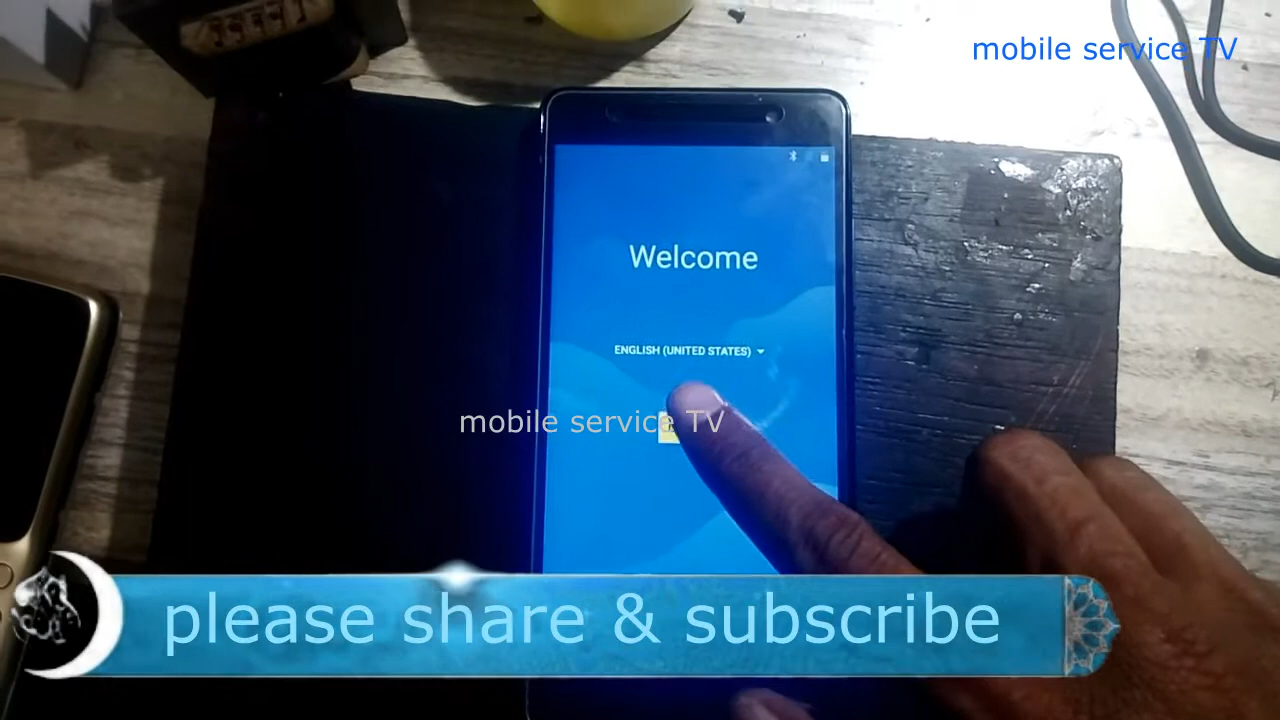 mobile service TV
Welcome
ENGLISH (UNITED STATES)
mobile service TV
please share & subscribe